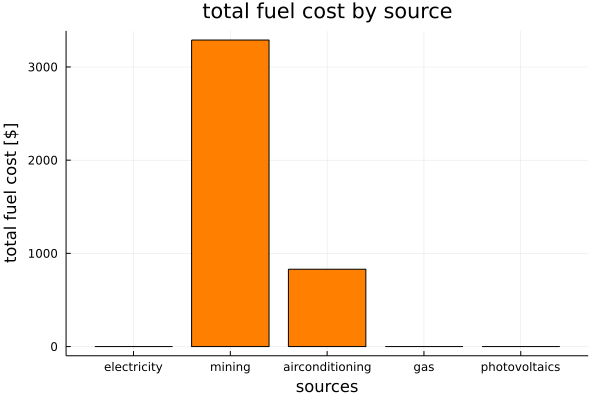 total fuel cost by source
total fuel cost [$]
3000
2000
1000
0
electricity mining airconditioning gas photovoltaics
sources